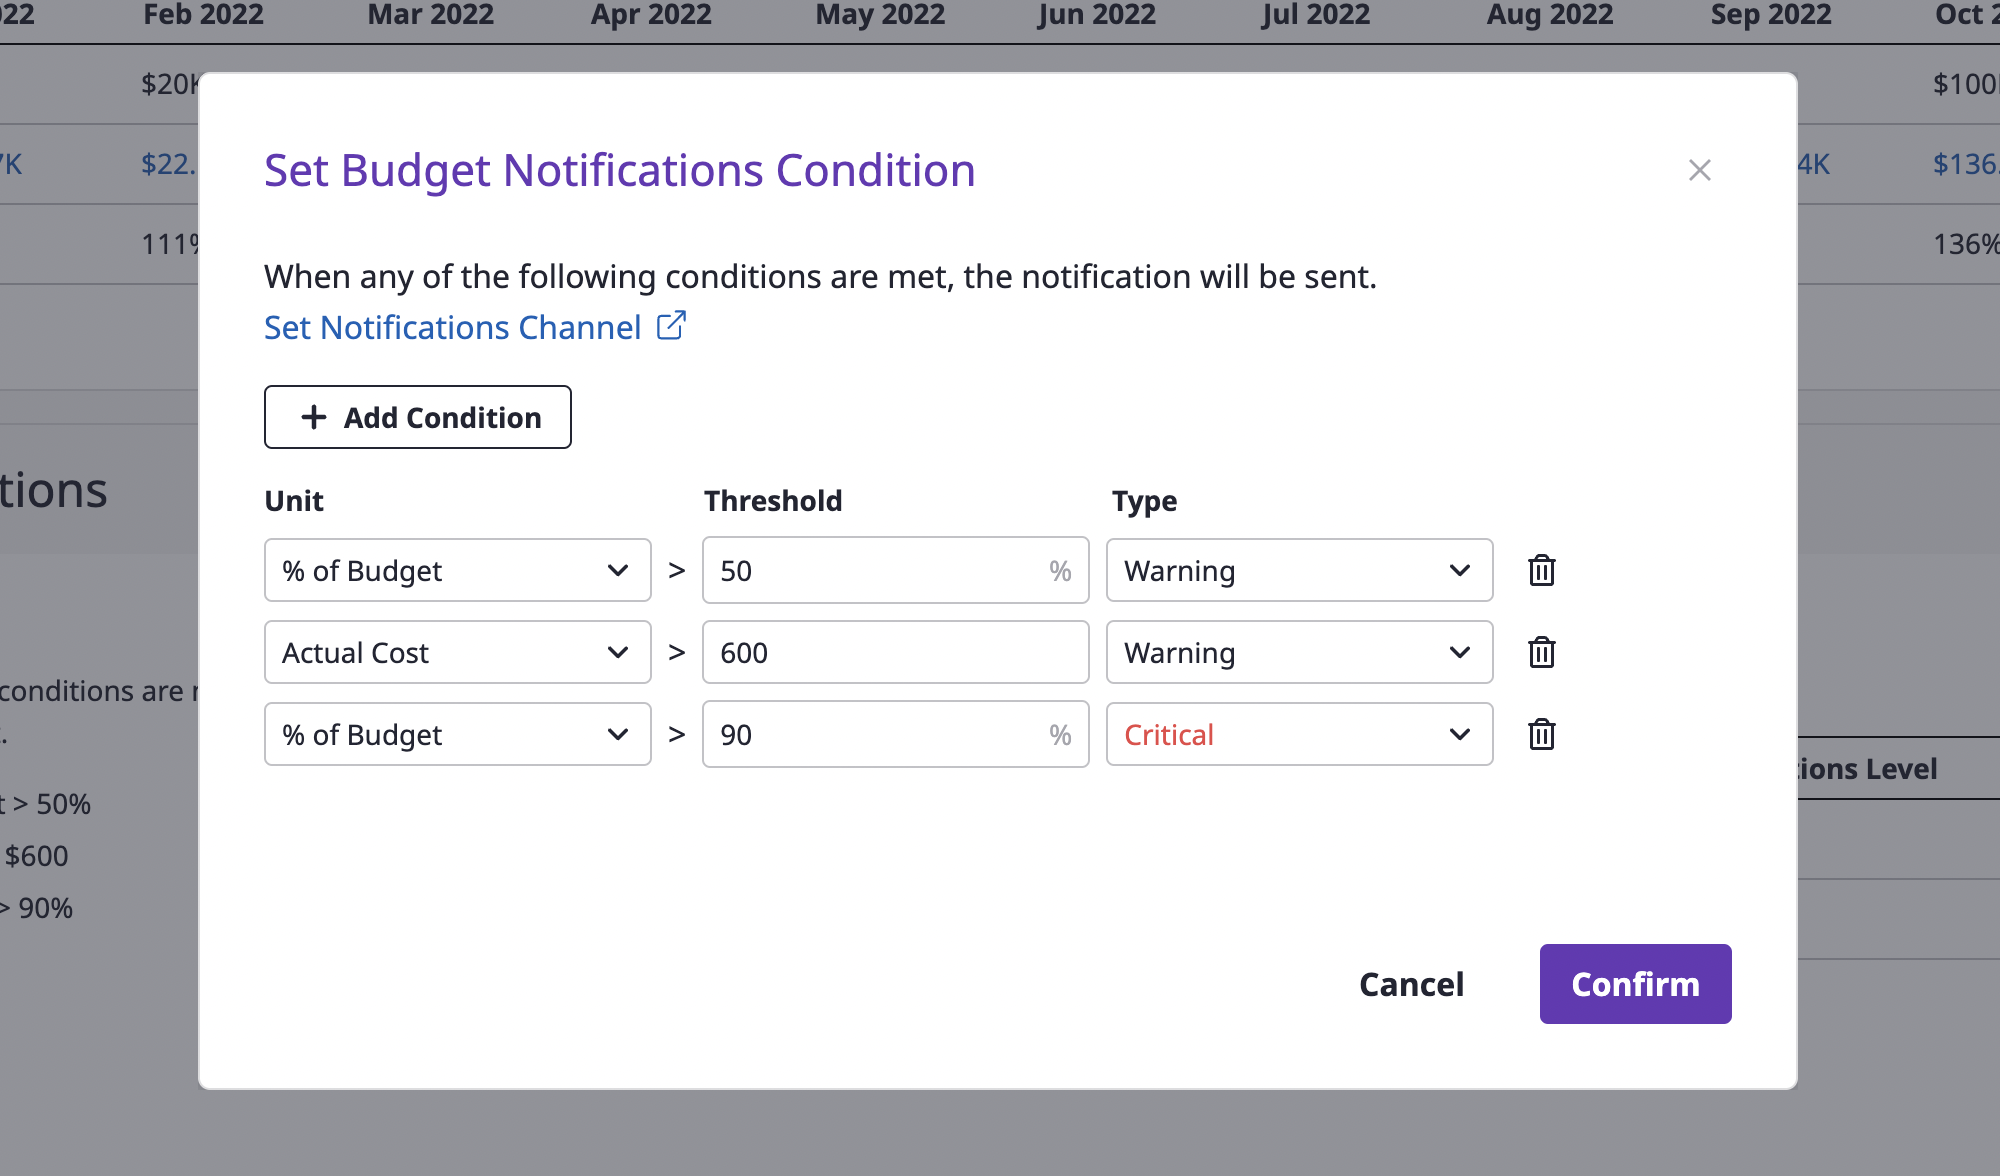 022 Feb 2022 Mar 2022 Apr 2022 May 2022 Jun 2022 Jul 2022 Aug 2022 Sep 2022 Oct 2
$20K $100
7K $22. 4K $136.
111% 136%
Set Budget Notifications Condition
When any of the following conditions are met, the notification will be sent.
Set Notifications Channel
+ Add Condition
tions
Unit Threshold Type
% of Budget > 50 % Warning
Actual Cost > 600 Warning
conditions are
% of Budget > 90 % Critical
tions Level
t > 50%
$600
> 90%
Cancel Confirm